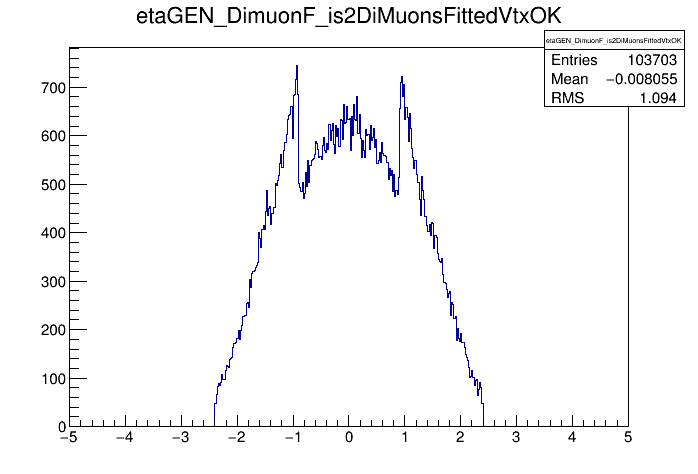 etaGEN_DimuonF_is2DiMuonsFittedVtxOK
etaGEN_DimuonF_is2DiMuonsFittedVtxOK
Entries 103703
Mean −0.008055
RMS 1.094
700
600
500
400
300
200
100
0
−5 −4 −3 −2 −1 0 1 2 3 4 5